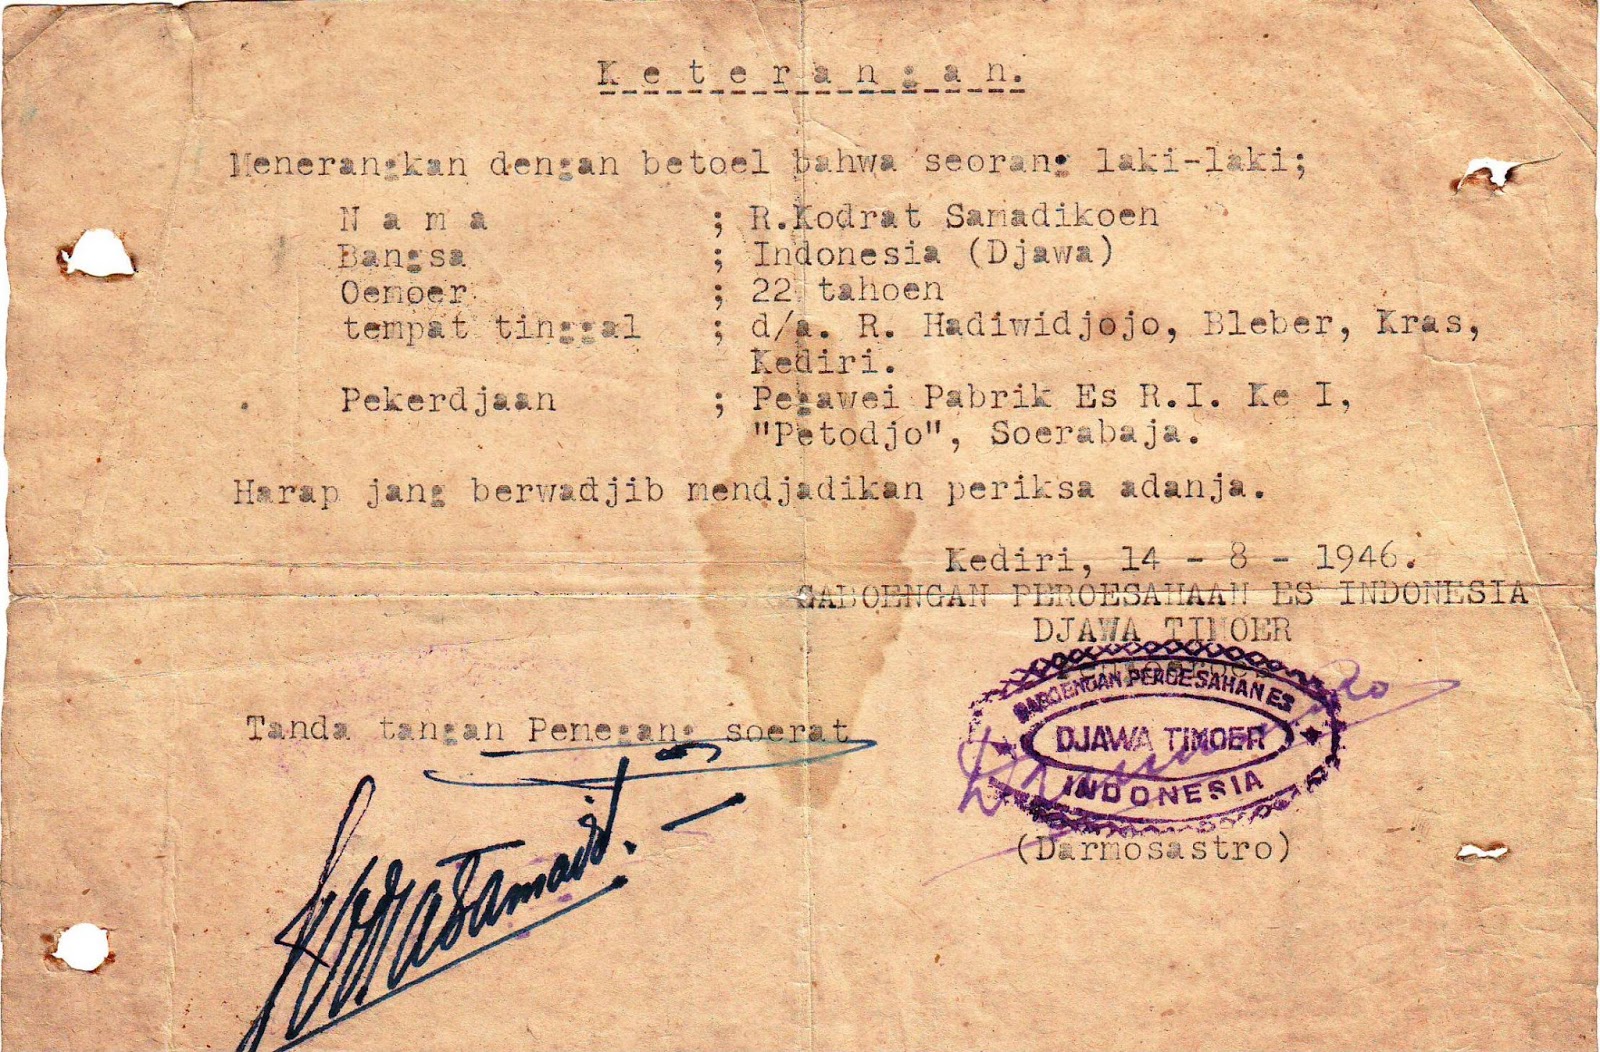 K e t e r a n g a n.
Menerangkan dengan betoel bahwa seorang laki-laki;
N a m a ; R.Kodrat Samadikoen
Bangsa ; Indonesia (Djawa)
Oemoer ; 22 tahoen
tempat tinggal ; d/a. R. Hadiwidjojo, Bleber, Kras,
Kediri.
Pekerdjaan ; Pegawei Pabrik Es R.I. Ke I,
"Petodjo", Soerabaja.
Harap jang berwadjib mendjadikan periksa adanja.
Kediri, 14 - 8 - 1946.
GABOENGAN PEROESAHAAN ES INDONESIA
DJAWA TIMOER
GABOENGAN PEROESAHAN ES
DJAWA TIMOER
INDONESIA
Tanda tangan Pemegang soerat
(Darmosastro)